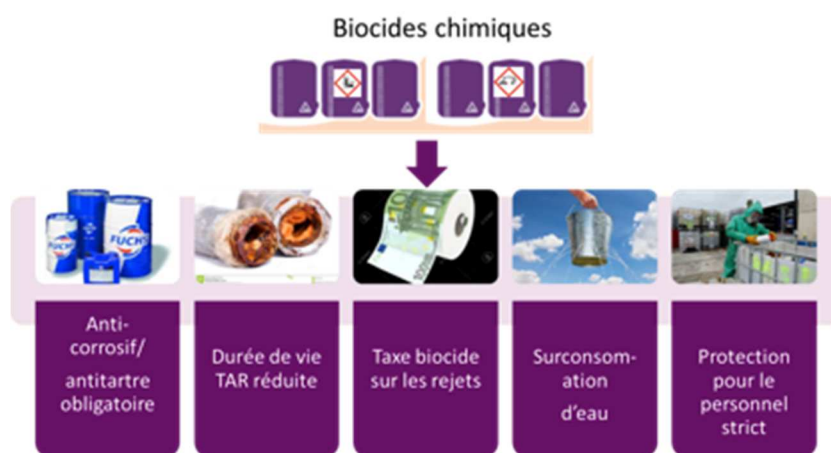 Biocides chimiques
FUCHS
FUCHS
Anti-
corrosif/
antitartre
obligatoire
Durée de vie
TAR réduite
Taxe biocide
sur les rejets
Surconsom-
ation
d'eau
Protection
pour le
personnel
strict